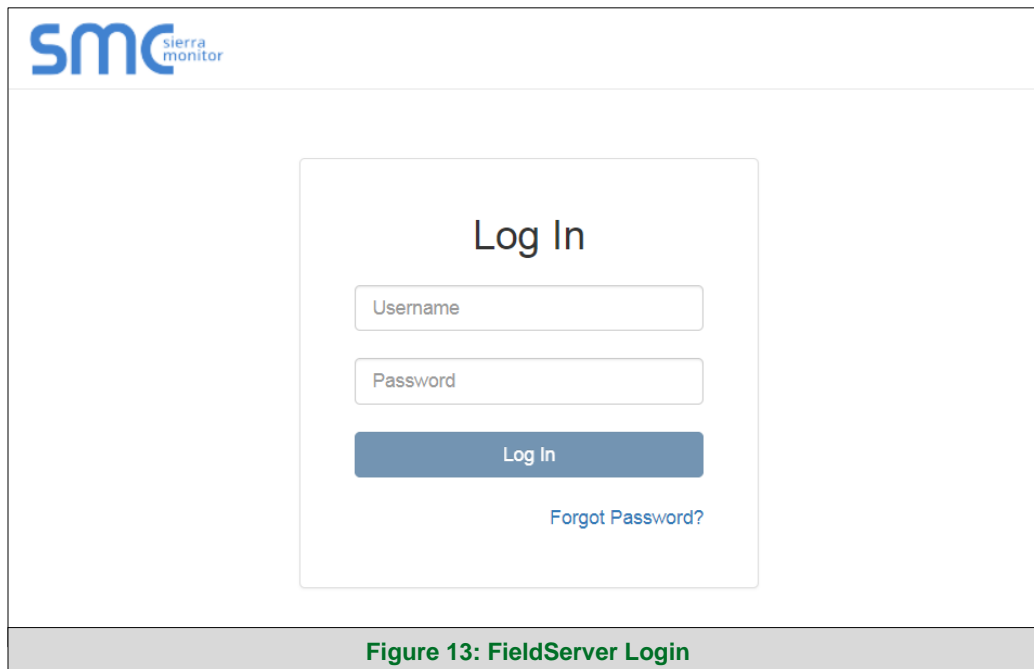 SMC sierra
monitor
Log In
Username
Password
Log In
Forgot Password?
Figure 13: FieldServer Login